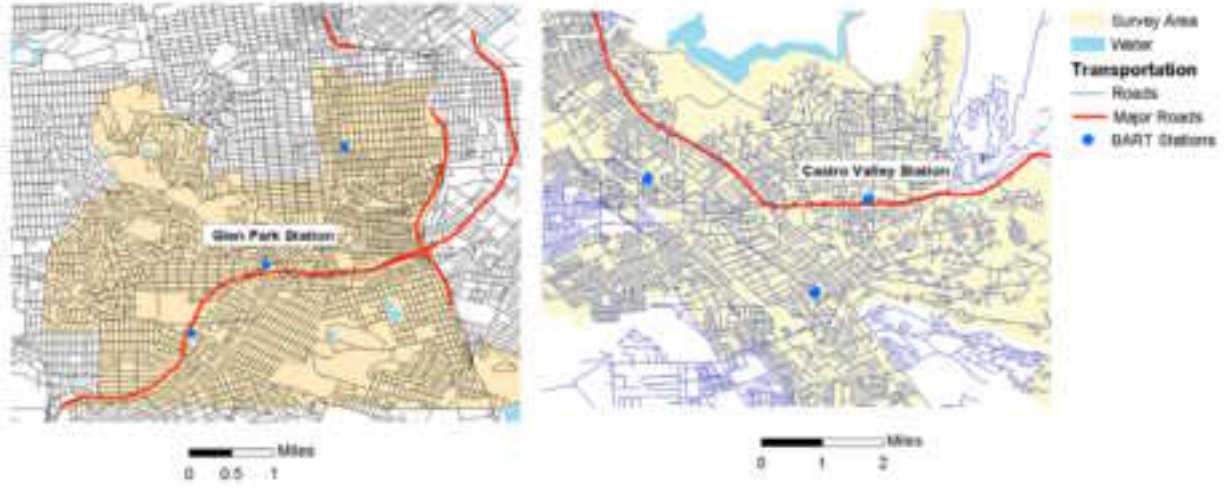 Glen Park Station
Miles
0 0.5 1
Castro Valley Station
Miles
0 1 2
Survey Area
Water
Transportation
Roads
Major Roads
BART Stations